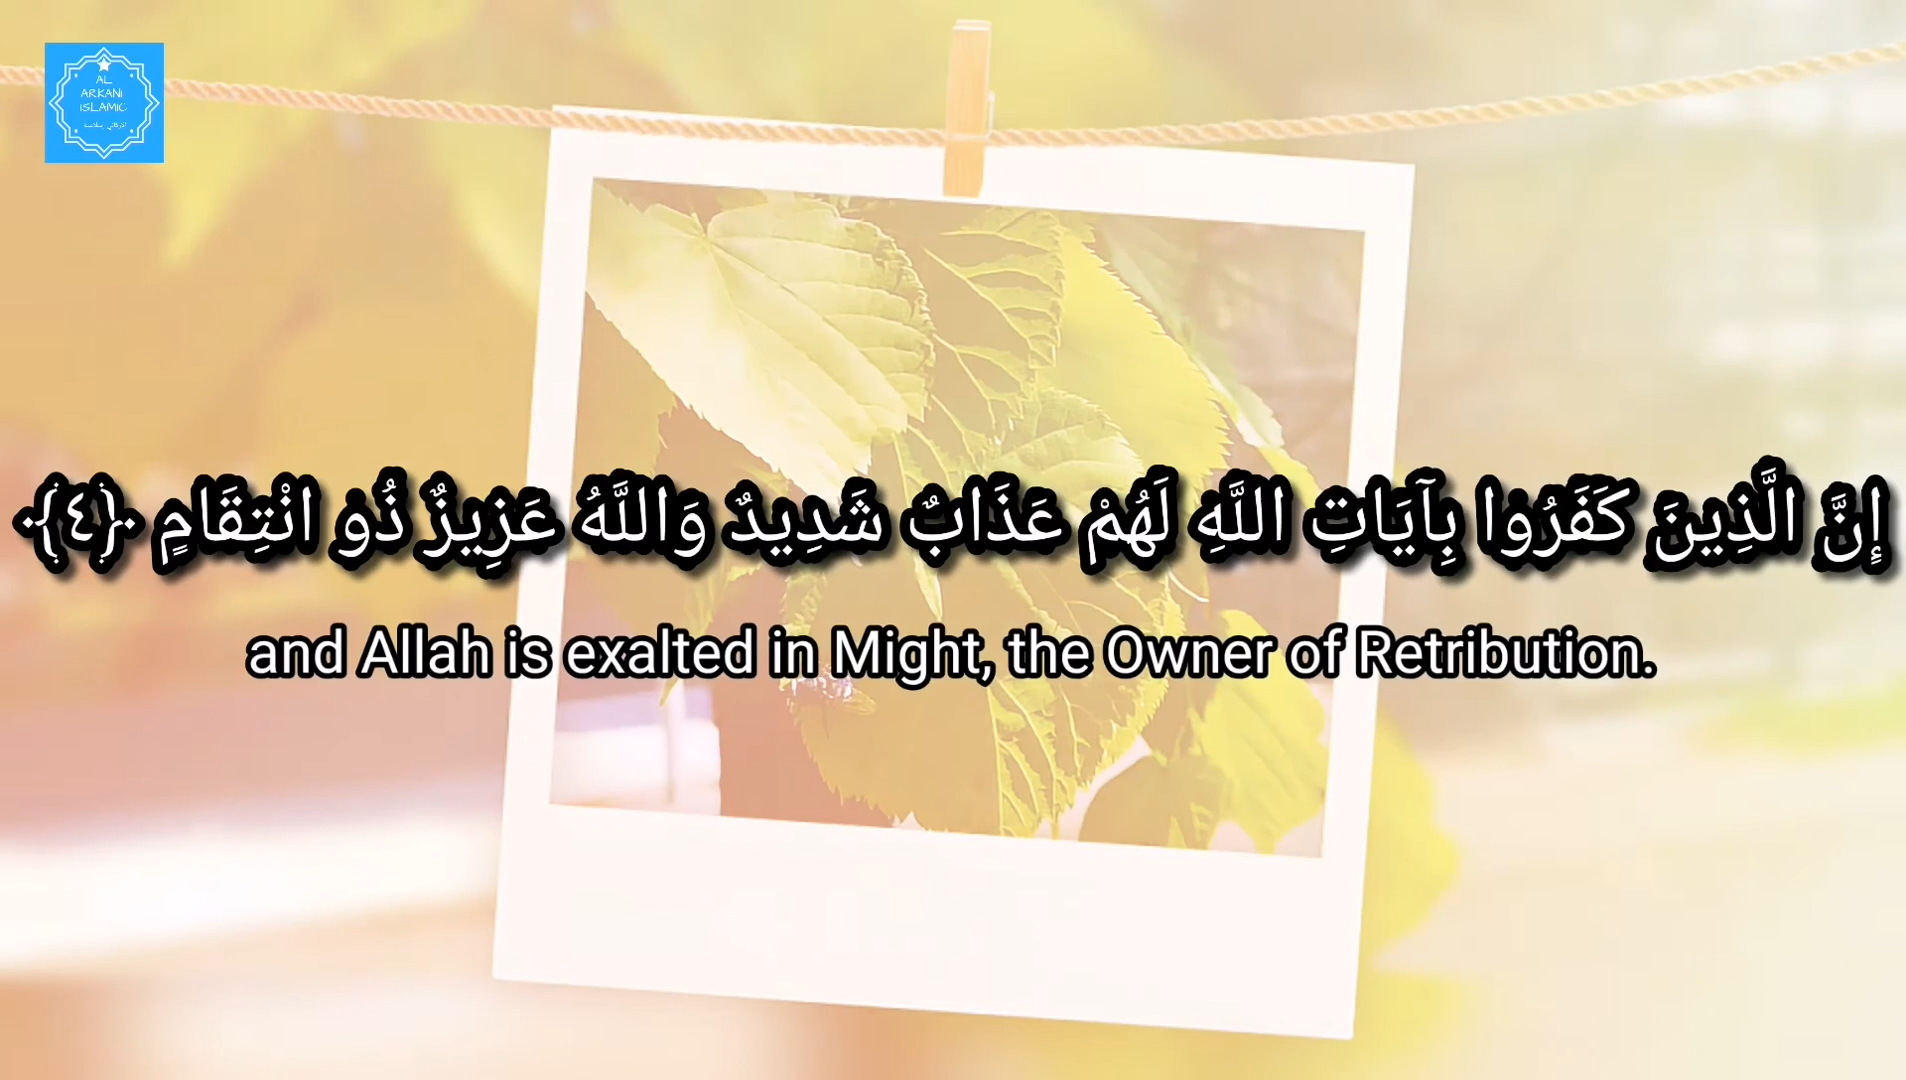 AL
ARKANI
ISLAMIC
إِنَّ الَّذِينَ كَفَرُوا بِآيَاتِ اللَّهِ لَهُمْ عَذَابٌ شَدِيدٌ وَاللَّهُ عَزِيزٌ ذُو انْتِقَامٍ ﴿٤﴾
and Allah is exalted in Might, the Owner of Retribution.